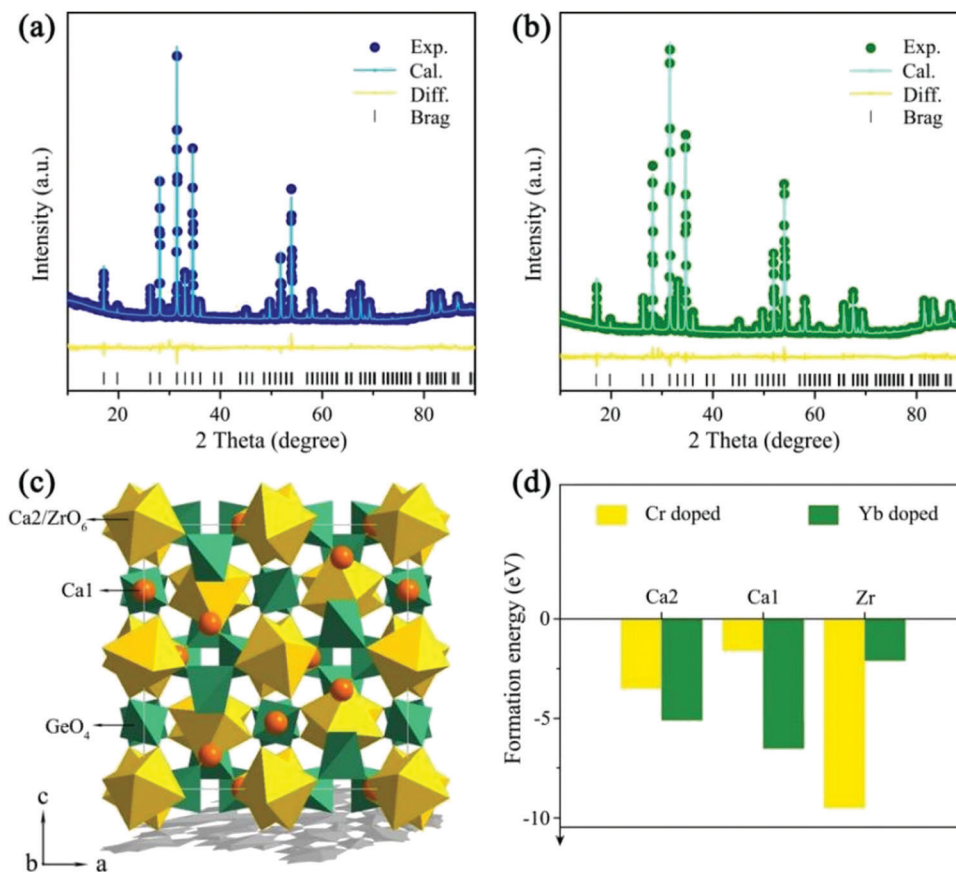 (a)
Exp.
Cal.
Diff.
Brag
Intensity (a.u.)
20 40 60 80
2 Theta (degree)
(b)
Exp.
Cal.
Diff.
Brag
Intensity (a.u.)
20 40 60 80
2 Theta (degree)
(c)
Ca2/ZrO6
Ca1
GeO4
c
b a
(d)
Cr doped Yb doped
Ca2 Ca1 Zr
0
-5
-10
Formation energy (eV)